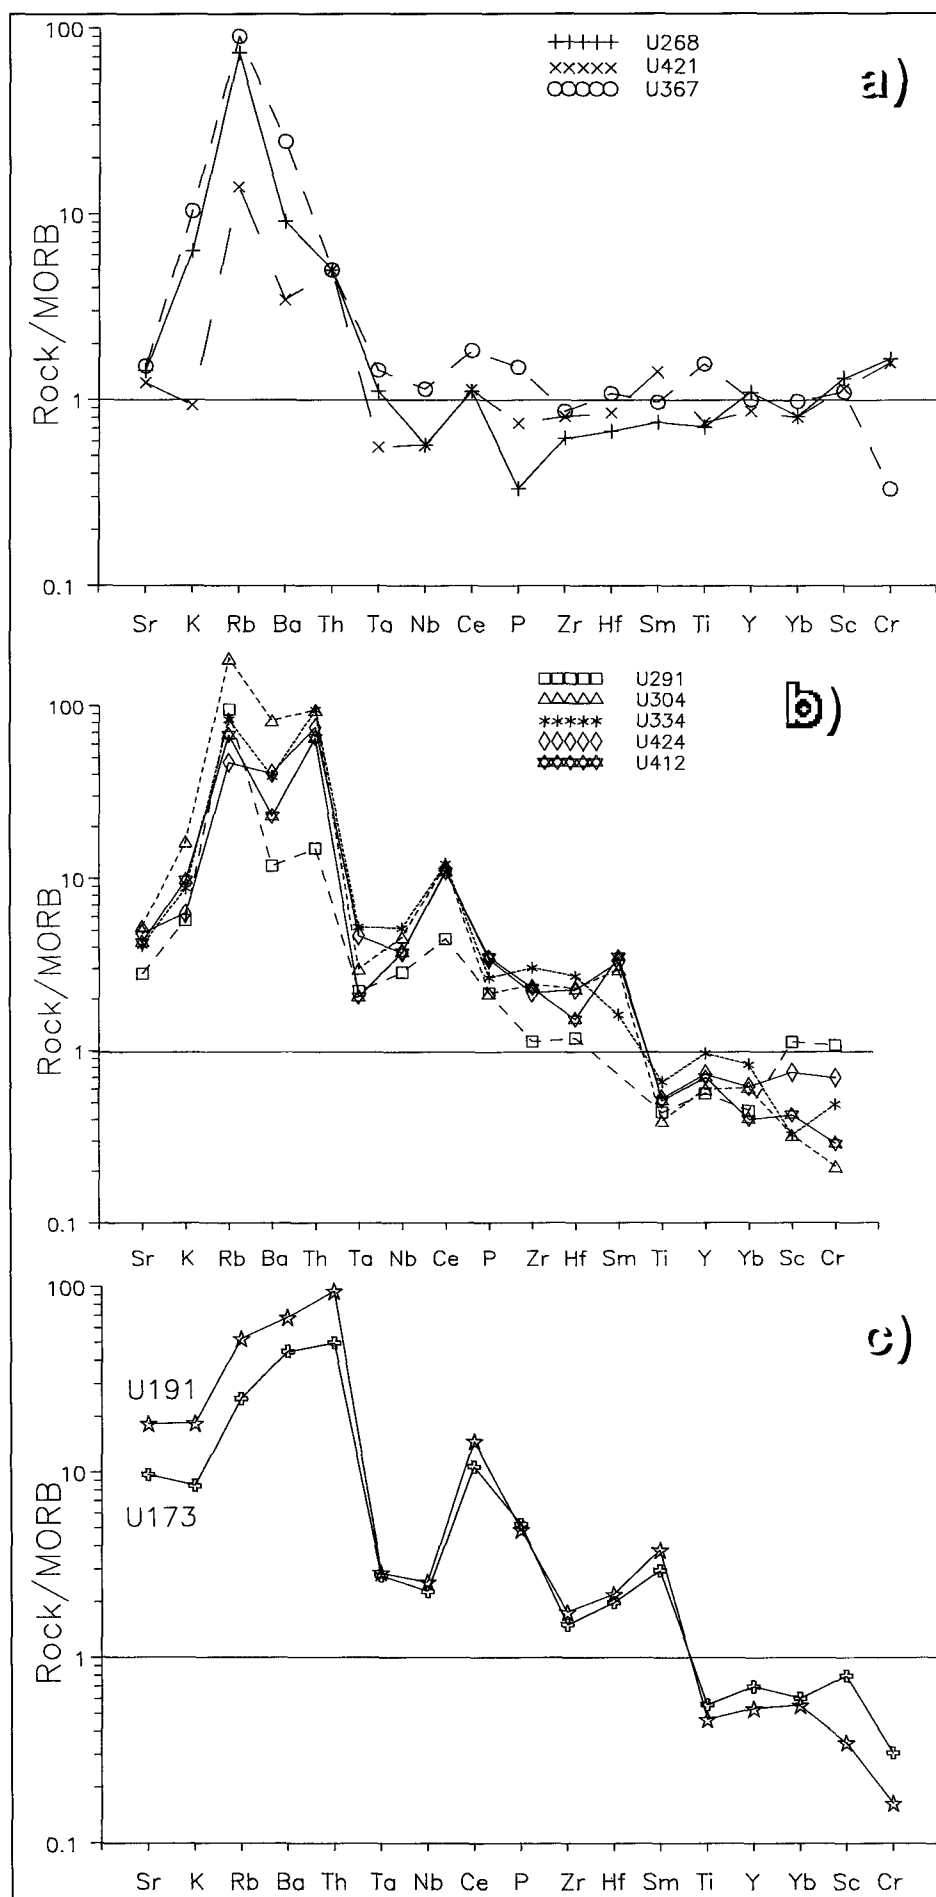 100
10
1
0.1
Rock/MORB
U268
U421
U367
a)
Sr K Rb Ba Th Ta Nb Ce P Zr Hf Sm Ti Y Yb Sc Cr
100
10
1
0.1
Rock/MORB
U291
U304
U334
U424
U412
b)
Sr K Rb Ba Th Ta Nb Ce P Zr Hf Sm Ti Y Yb Sc Cr
100
10
1
0.1
Rock/MORB
U191
U173
c)
Sr K Rb Ba Th Ta Nb Ce P Zr Hf Sm Ti Y Yb Sc Cr